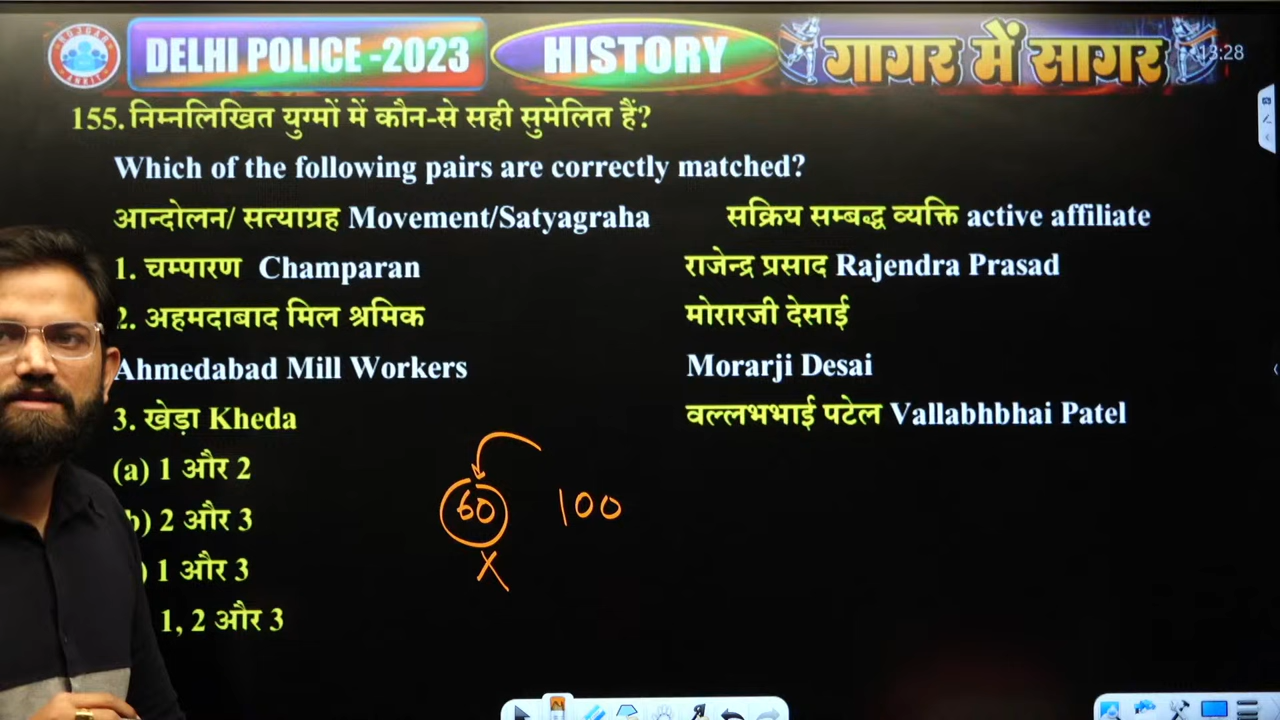 DELHI POLICE -2023 HISTORY गागर में सागर 13:28
155. निम्नलिखित युग्मों में कौन-से सही सुमेलित हैं?
Which of the following pairs are correctly matched?
आन्दोलन/ सत्याग्रह Movement/Satyagraha सक्रिय सम्बद्ध व्यक्ति active affiliate
1. चम्पारण Champaran राजेन्द्र प्रसाद Rajendra Prasad
2. अहमदाबाद मिल श्रमिक मोरारजी देसाई
Ahmedabad Mill Workers Morarji Desai
3. खेड़ा Kheda वल्लभभाई पटेल Vallabhbhai Patel
(a) 1 और 2
b) 2 और 3
) 1 और 3
1, 2 और 3
60 100
x